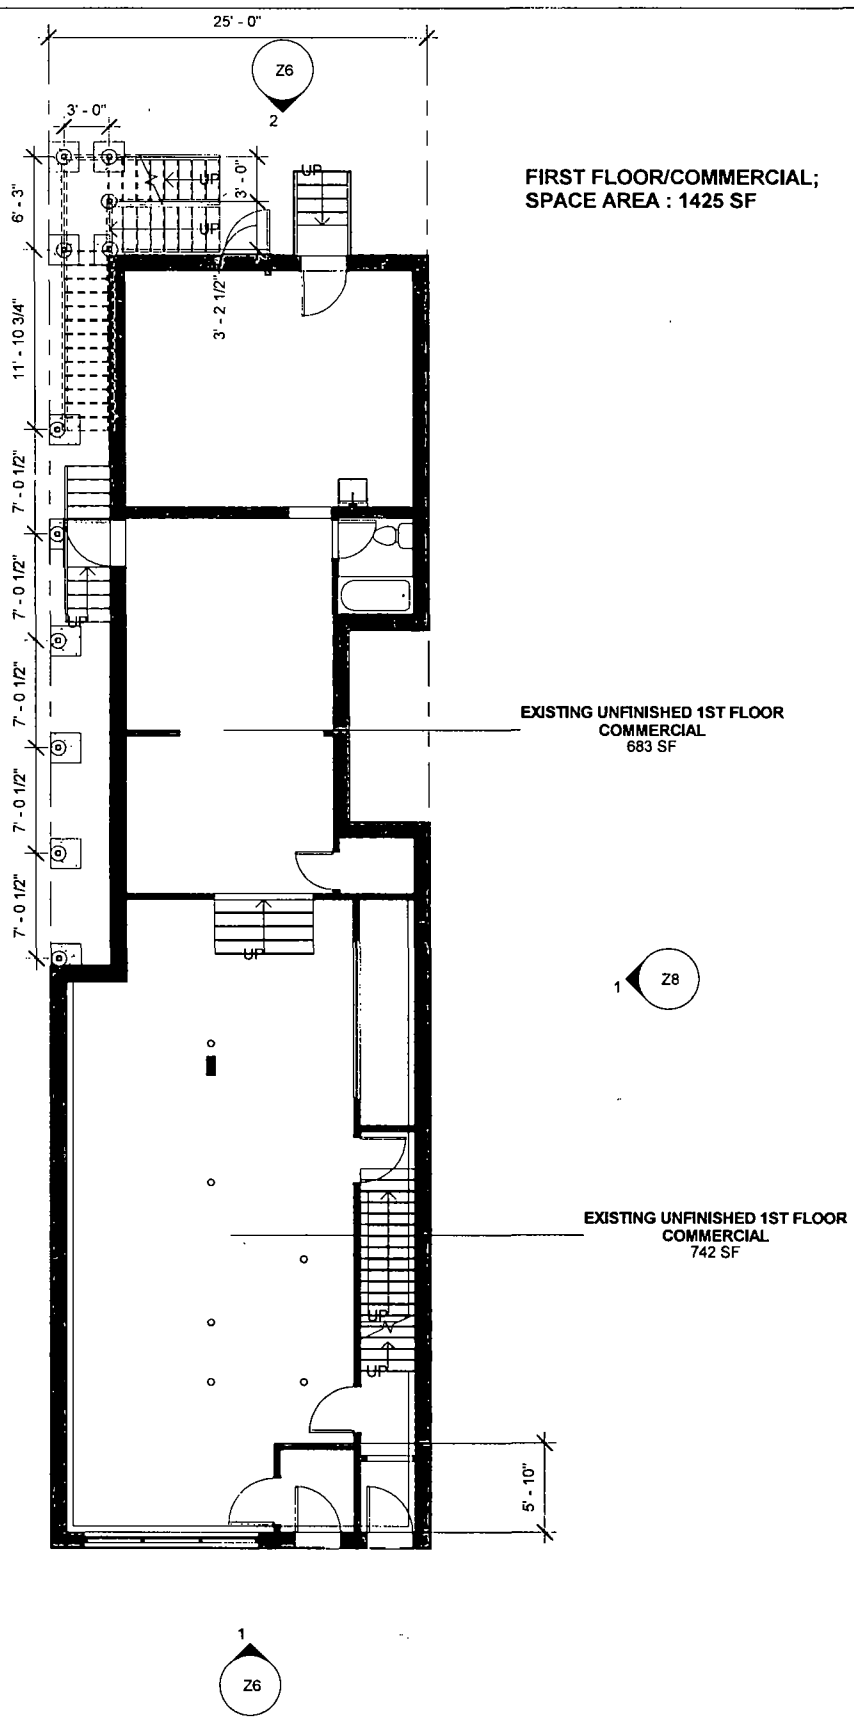 25' - 0"
Z6
2
3' - 0"
UP
UP
3' - 0"
UP
FIRST FLOOR/COMMERCIAL;
SPACE AREA : 1425 SF
6' - 3"
3' - 2 1/2"
11' - 10 3/4"
7' - 0 1/2"
7' - 0 1/2"
UP
7' - 0 1/2"
EXISTING UNFINISHED 1ST FLOOR
COMMERCIAL
683 SF
7' - 0 1/2"
7' - 0 1/2"
UP
1
Z8
EXISTING UNFINISHED 1ST FLOOR
COMMERCIAL
742 SF
UP
UP
5' - 10"
1
Z6